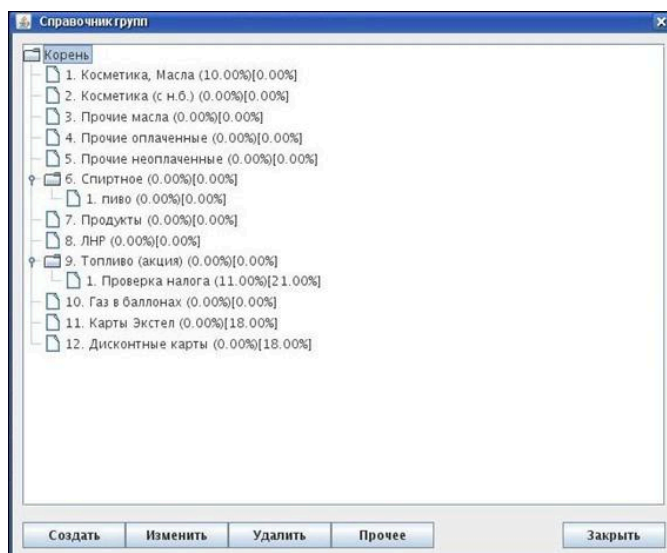 Справочник групп
Корень
1. Косметика, Масла (10.00%)[0.00%]
2. Косметика (с н.б.) (0.00%)[0.00%]
3. Прочие масла (0.00%)[0.00%]
4. Прочие оплаченные (0.00%)[0.00%]
5. Прочие неоплаченные (0.00%)[0.00%]
6. Спиртное (0.00%)[0.00%]
1. пиво (0.00%)[0.00%]
7. Продукты (0.00%)[0.00%]
8. ЛНР (0.00%)[0.00%]
9. Топливо (акция) (0.00%)[0.00%]
1. Проверка налога (11.00%)[21.00%]
10. Газ в баллонах (0.00%)[0.00%]
11. Карты Экстел (0.00%)[18.00%]
12. Дисконтные карты (0.00%)[18.00%]
Создать Изменить Удалить Прочее Закрыть